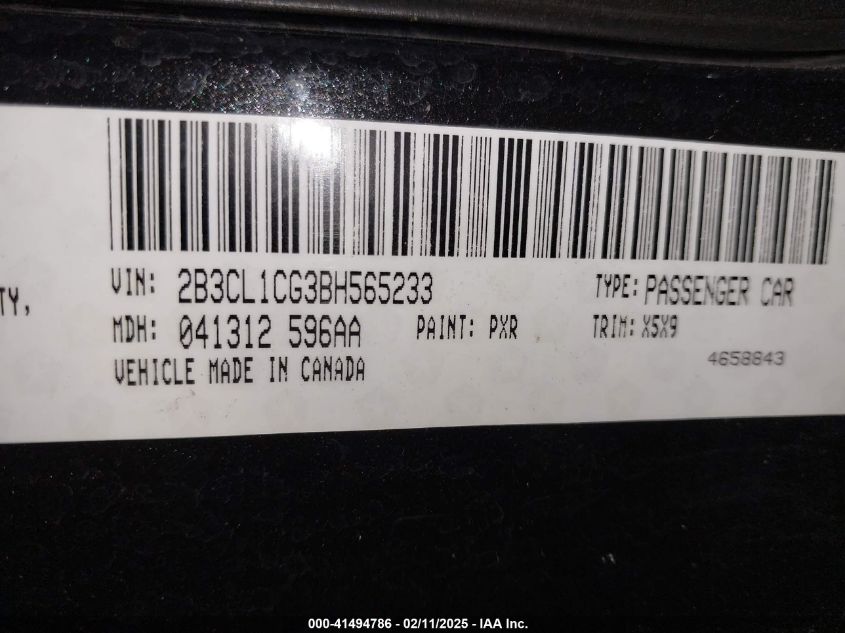 TY,
VIN: 2B3CL1CG3BH565233 TYPE: PASSENGER CAR
MDH: 041312 596AA PAINT: PXR TRIM: X5X9
VEHICLE MADE IN CANADA 4658843
000-41494786 - 02/11/2025 - IAA Inc.